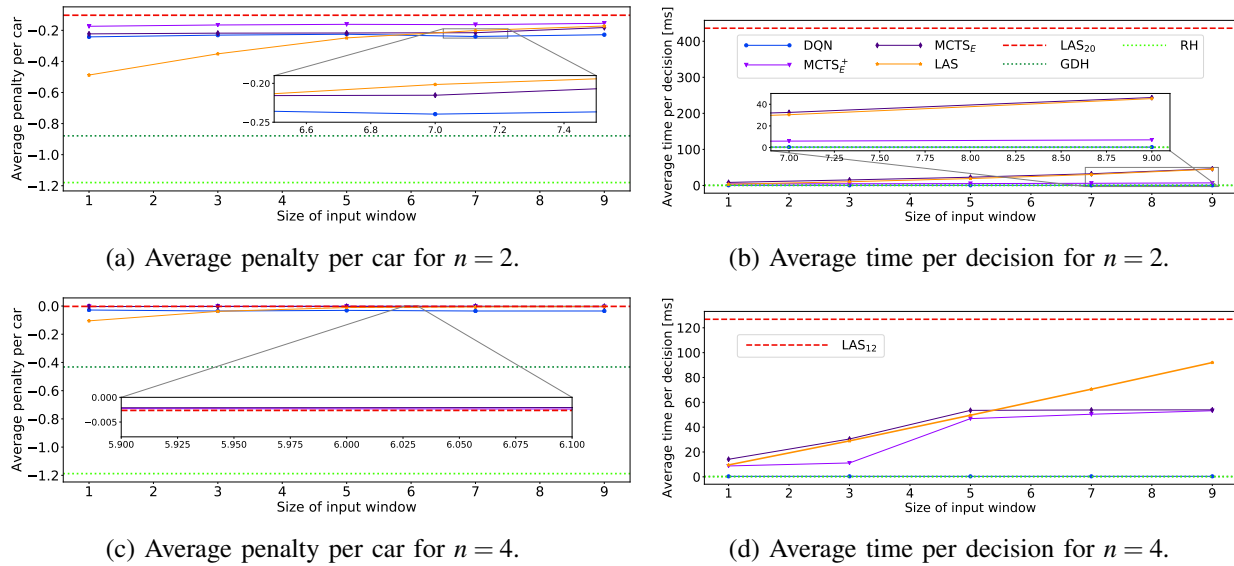 −0.2
−0.4
−0.6
−0.8
−1.0
−1.2
Average penalty per car
−0.20
−0.25
6.6 6.8 7.0 7.2 7.4
1 2 3 4 5 6 7 8 9
Size of input window
(a) Average penalty per car for n = 2.
400
300
200
100
0
Average time per decision [ms]
DQN MCTS_E LAS_20 RH
MCTS_E^+ LAS GDH
40
20
0
7.00 7.25 7.50 7.75 8.00 8.25 8.50 8.75 9.00
1 2 3 4 5 6 7 8 9
Size of input window
(b) Average time per decision for n = 2.
0.0
−0.2
−0.4
−0.6
−0.8
−1.0
−1.2
Average penalty per car
0.000
−0.005
5.900 5.925 5.950 5.975 6.000 6.025 6.050 6.075 6.100
1 2 3 4 5 6 7 8 9
Size of input window
(c) Average penalty per car for n = 4.
120
100
80
60
40
20
0
Average time per decision [ms]
LAS_12
1 2 3 4 5 6 7 8 9
Size of input window
(d) Average time per decision for n = 4.